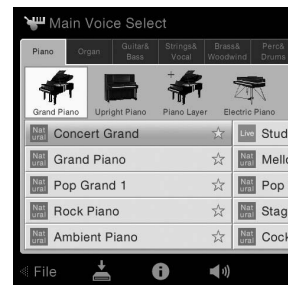 Main Voice Select
Piano Organ Guitar& Bass Strings& Vocal Brass& Woodwind Perc& Drums
Grand Piano Upright Piano Piano Layer Electric Piano
Nat ural Concert Grand Live Stud
Nat ural Grand Piano Nat ural Mello
Nat ural Pop Grand 1 Nat ural Pop
Nat ural Rock Piano Nat ural Stag
Nat ural Ambient Piano Nat ural Cock
File